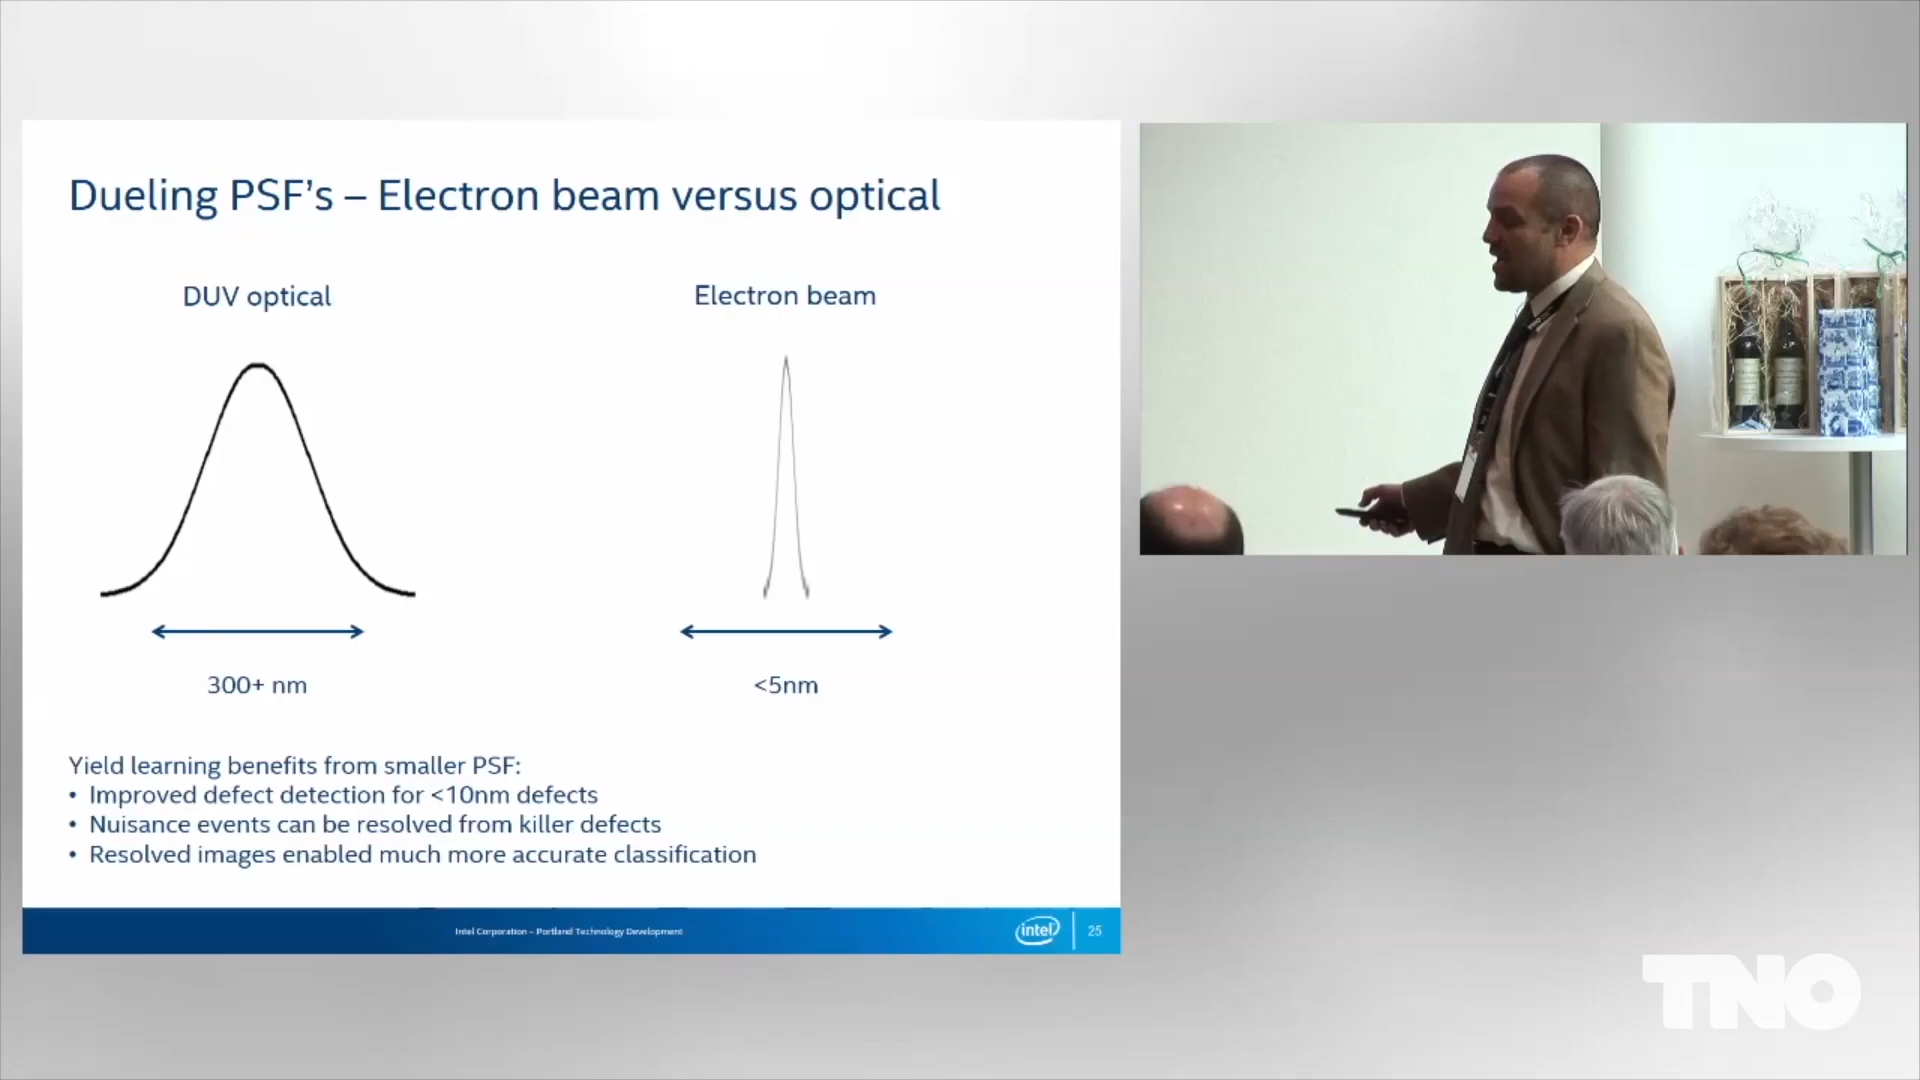 Dueling PSF's – Electron beam versus optical
DUV optical
Electron beam
300+ nm
<5nm
Yield learning benefits from smaller PSF:
• Improved defect detection for <10nm defects
• Nuisance events can be resolved from killer defects
• Resolved images enabled much more accurate classification
Intel Corporation – Portland Technology Development
intel
25
TNO